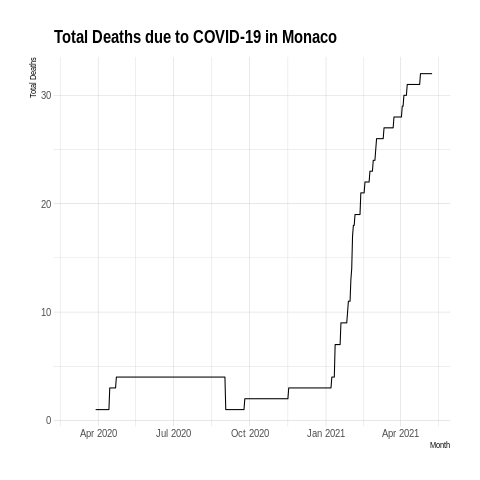 Total Deaths due to COVID-19 in Monaco
Total Deaths
30
20
10
0
Apr 2020 Jul 2020 Oct 2020 Jan 2021 Apr 2021
Month